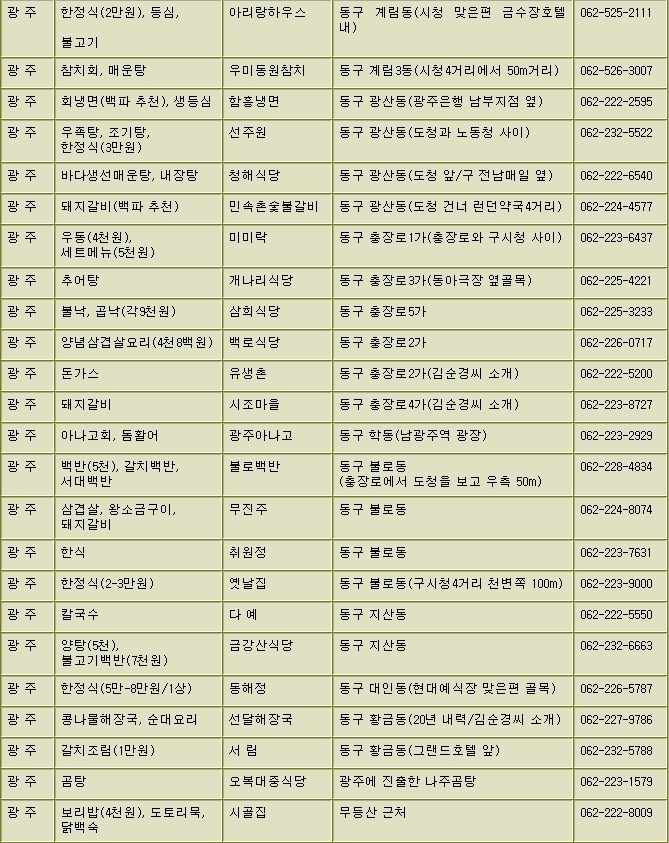 광 주 한정식(2만원), 등심, 아리랑하우스 동구 계림동(시청 맞은편 금수장호텔 062-525-2111
불고기 내)
광 주 참치회, 매운탕 우미동원참치 동구 계림3동(시청4거리에서 50m거리) 062-526-3007
광 주 회냉면(백파 추천), 생등심 함흥냉면 동구 광산동(광주은행 남부지점 옆) 062-222-2595
광 주 우족탕, 조기탕, 선주원 동구 광산동(도청과 노동청 사이) 062-232-5522
한정식(3만원)
광 주 바다생선매운탕, 내장탕 청해식당 동구 광산동(도청 앞/구 전남매일 옆) 062-222-6540
광 주 돼지갈비(백파 추천) 민속촌숯불갈비 동구 광산동(도청 건너 런던약국4거리) 062-224-4577
광 주 우동(4천원), 미미락 동구 충장로1가(충장로와 구시청 사이) 062-223-6437
세트메뉴(5천원)
광 주 추어탕 개나리식당 동구 충장로3가(동아극장 옆골목) 062-225-4221
광 주 불낙, 곱낙(각9천원) 삼희식당 동구 충장로5가 062-225-3233
광 주 양념삼겹살요리(4천8백원) 백로식당 동구 충장로2가 062-226-0717
광 주 돈가스 유생촌 동구 충장로2가(김순경씨 소개) 062-222-5200
광 주 돼지갈비 시조마을 동구 충장로4가(김순경씨 소개) 062-223-8727
광 주 아나고회, 돔활어 광주아나고 동구 학동(남광주역 광장) 062-223-2929
광 주 백반(5천), 갈치백반, 불로백반 동구 불로동 062-228-4834
서대백반 (충장로에서 도청을 보고 우측 50m)
광 주 삼겹살, 왕소금구이, 무진주 동구 불로동 062-224-8074
돼지갈비
광 주 한식 취원정 동구 불로동 062-223-7631
광 주 한정식(2-3만원) 옛날집 동구 불로동(구시청4거리 천변쪽 100m) 062-223-9000
광 주 칼국수 다 예 동구 지산동 062-222-5550
광 주 양탕(5천), 금강산식당 동구 지산동 062-232-6663
불고기백반(7천원)
광 주 한정식(5만-8만원/1상) 동해정 동구 대인동(현대예식장 맞은편 골목) 062-226-5787
광 주 콩나물해장국, 순대요리 선달해장국 동구 황금동(20년 내력/김순경씨 소개) 062-227-9786
광 주 갈치조림(1만원) 서 림 동구 황금동(그랜드호텔 앞) 062-232-5788
광 주 곰탕 오복대중식당 광주에 진출한 나주곰탕 062-223-1579
광 주 보리밥(4천원), 도토리묵, 시골집 무등산 근처 062-222-8009
닭백숙